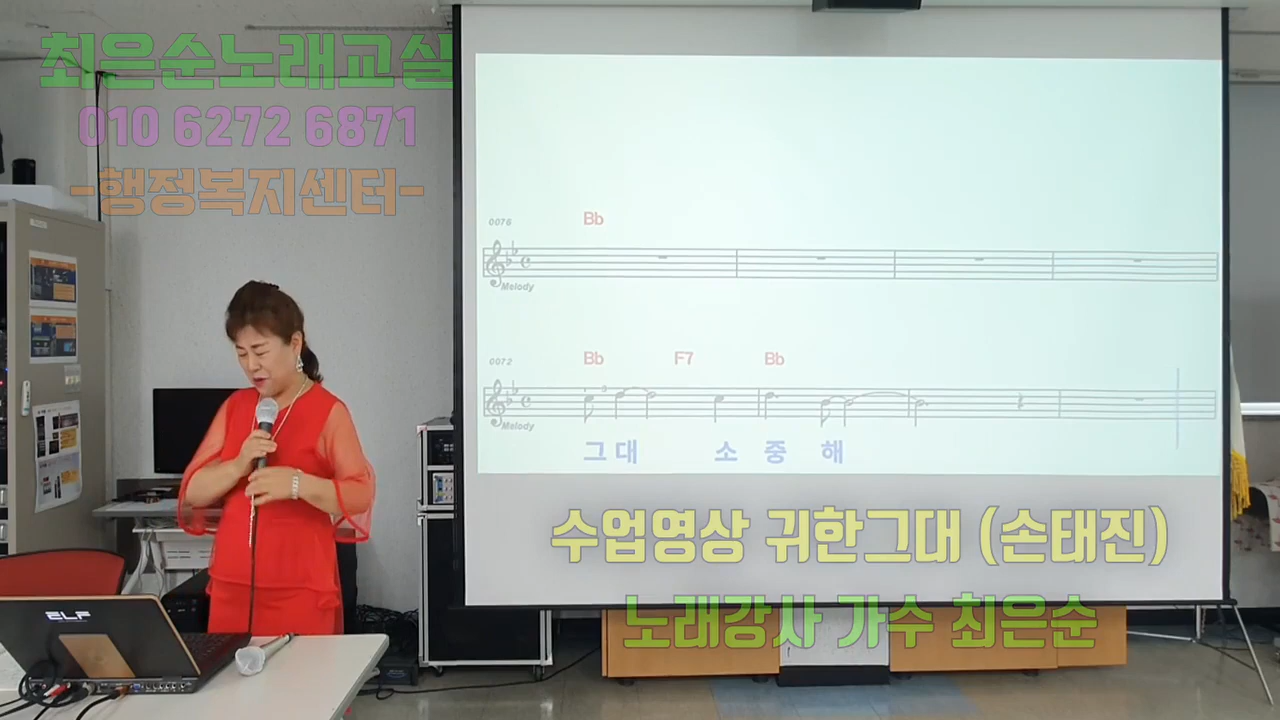 최은순노래교실
010 6272 6871
-행정복지센터-
0076
Bb
Melody
0072
Bb F7 Bb
Melody
그대 소 중 해
수업영상 귀한그대 (손태진)
노래강사 가수 최은순
ELF